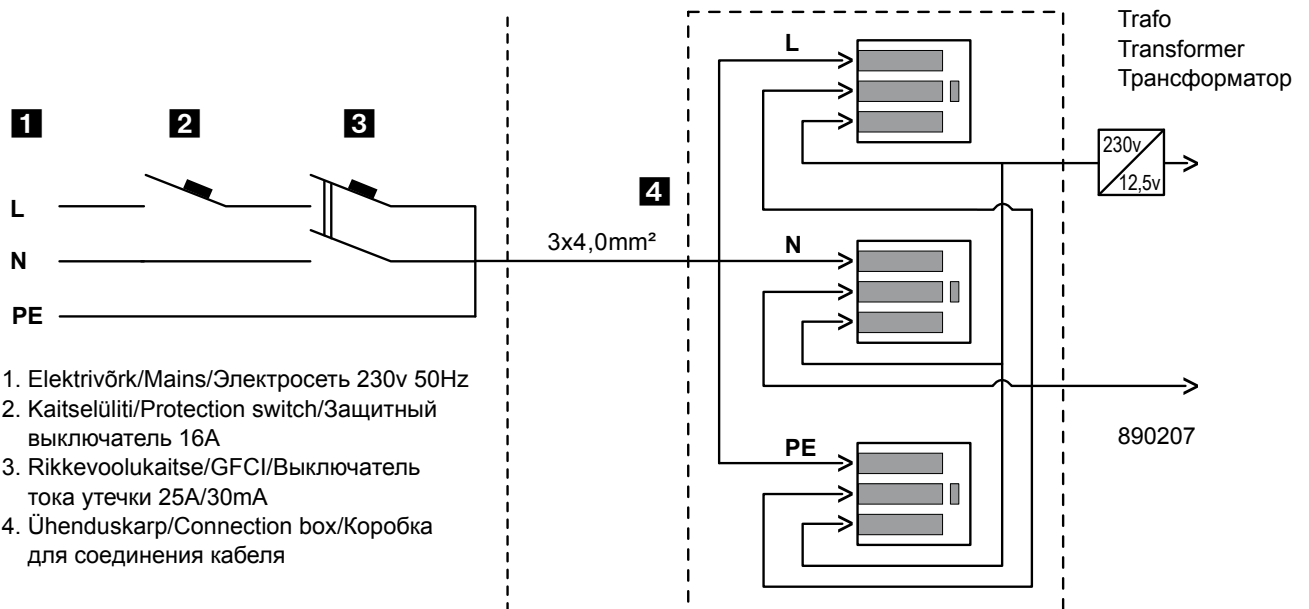 Trafo
Transformer
Трансформатор
L
1
2
3
230v
12,5v
4
L
3x4,0mm²
N
N
PE
PE
890207
1. Elektrivõrk/Mains/Электросеть 230v 50Hz
2. Kaitselüliti/Protection switch/Защитный
выключатель 16A
3. Rikkevoolukaitse/GFCI/Выключатель
тока утечки 25A/30mA
4. Ühenduskarp/Connection box/Коробка
для соединения кабеля